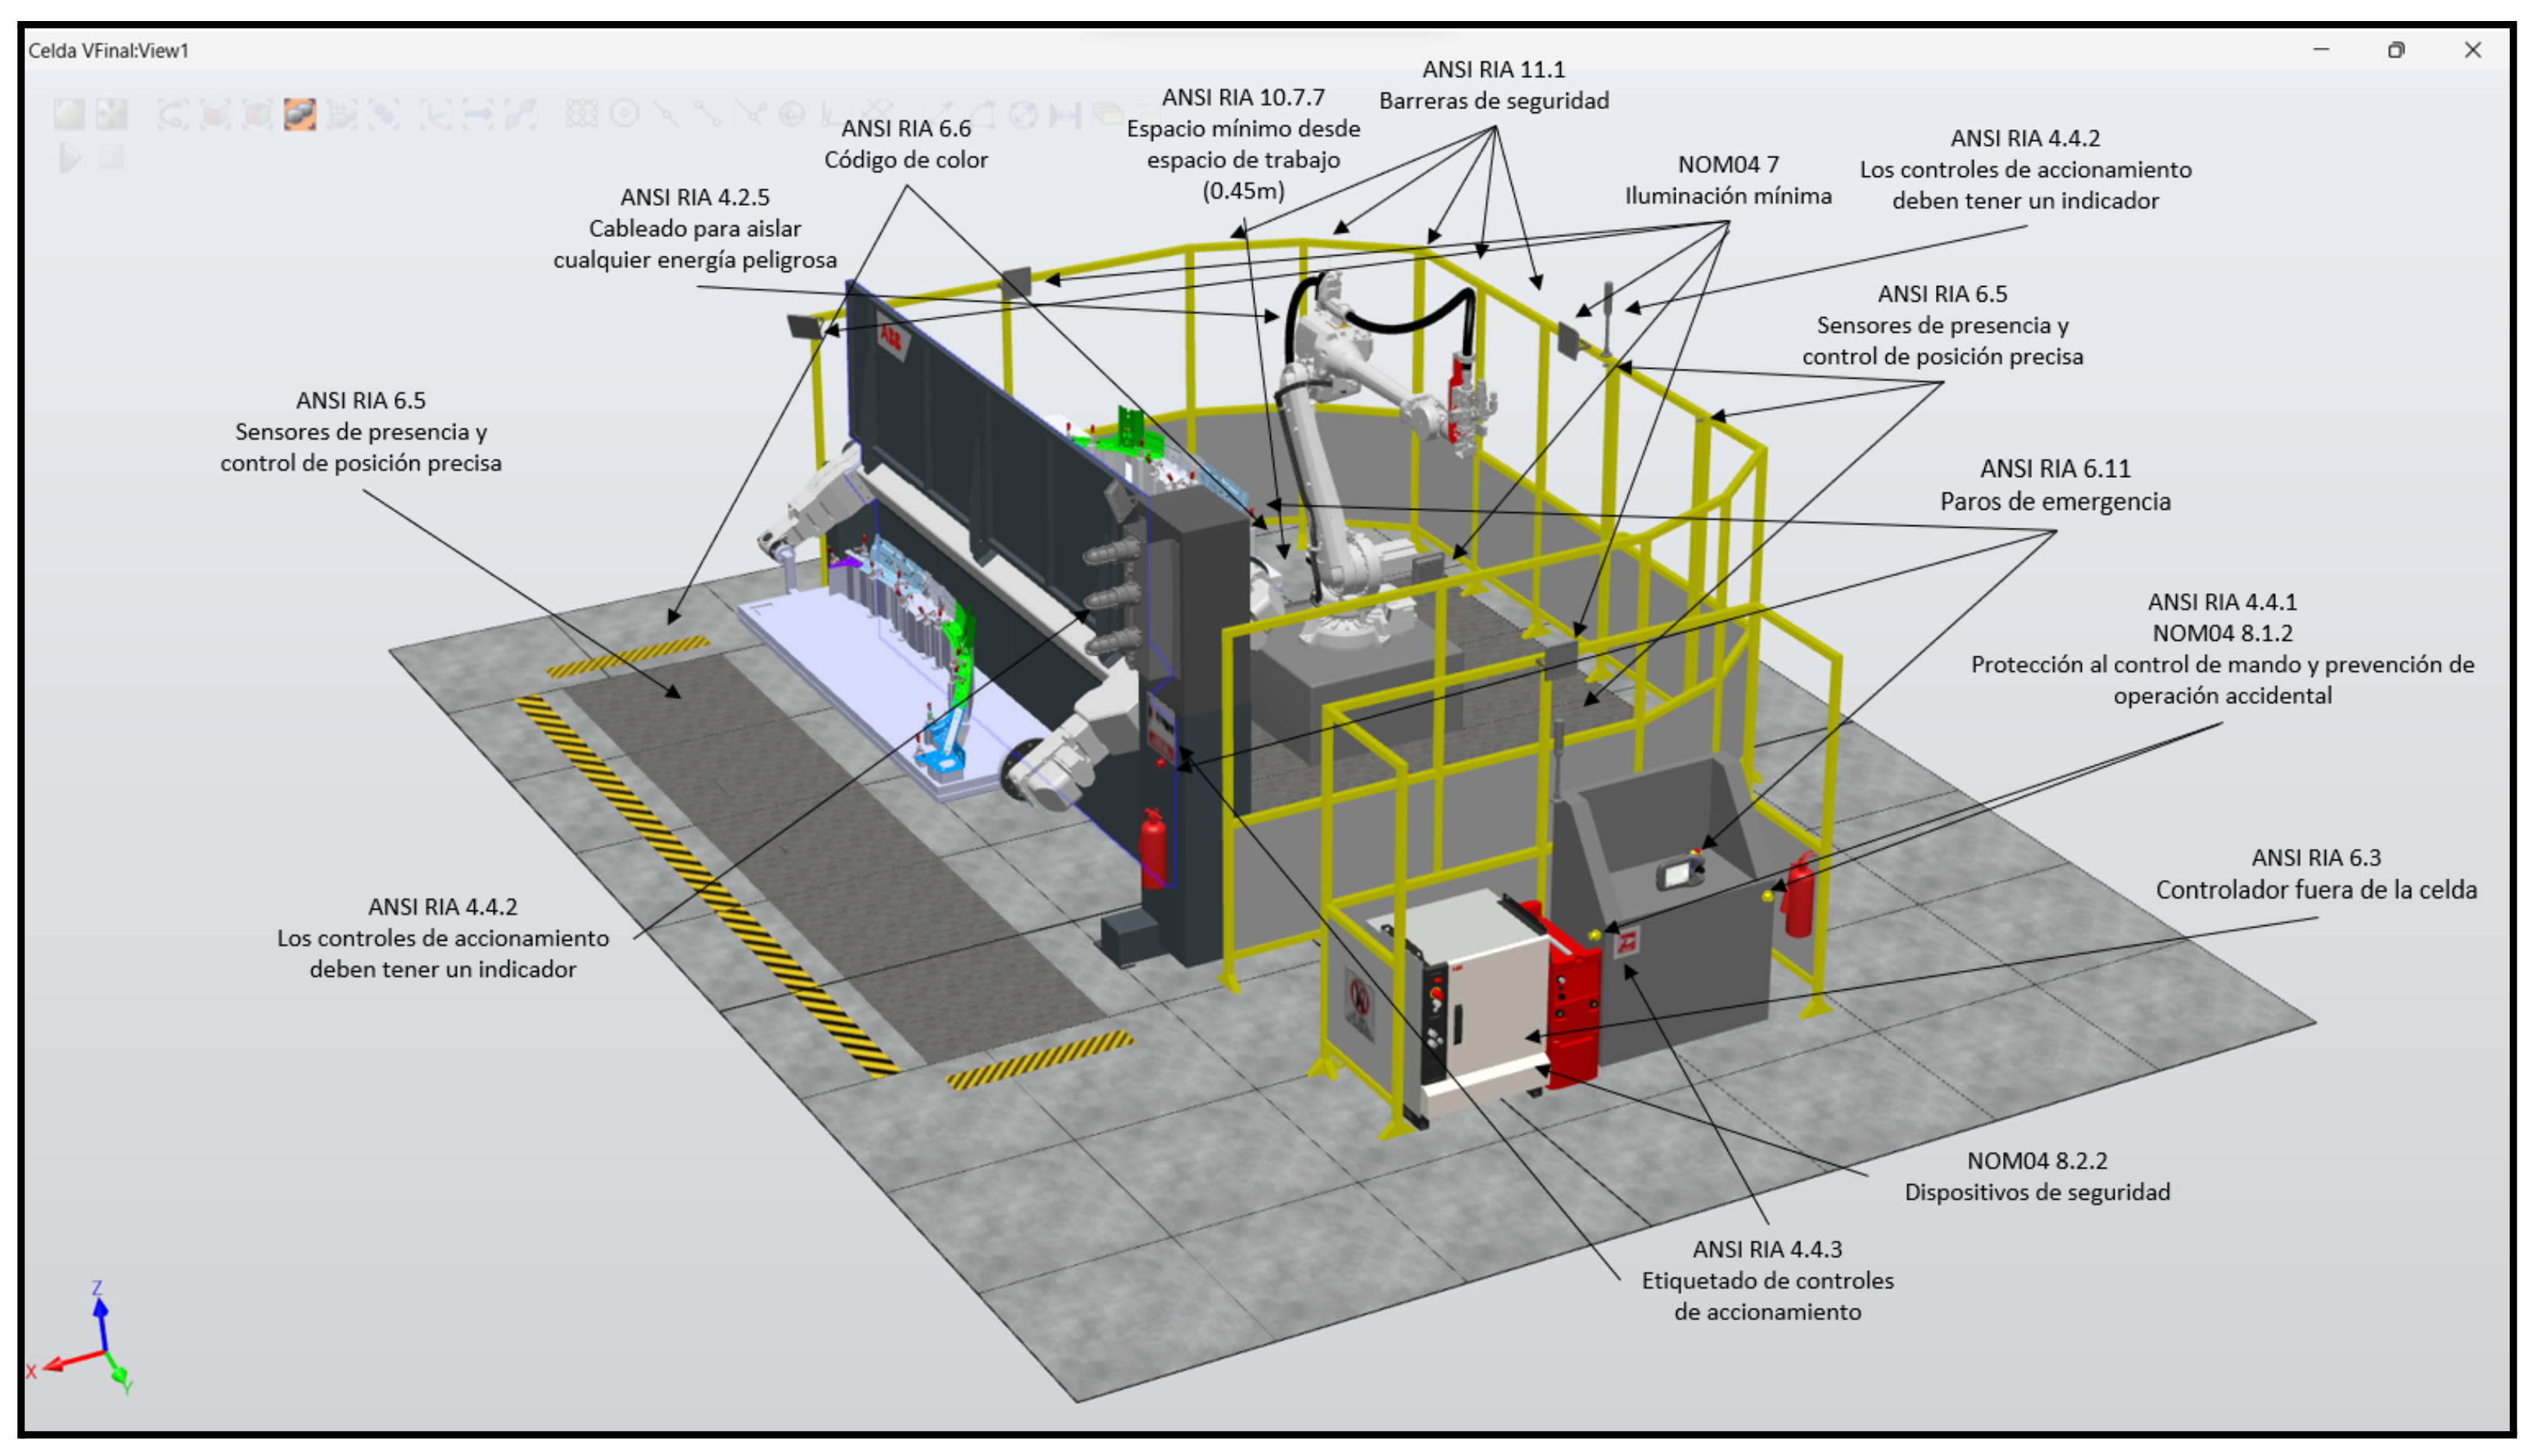 Celda VFinal:View1
ANSI RIA 11.1
Barreras de seguridad
ANSI RIA 10.7.7
Espacio mínimo desde
espacio de trabajo
(0.45m)
ANSI RIA 6.6
Código de color
ANSI RIA 4.4.2
Los controles de accionamiento
deben tener un indicador
NOM04 7
Iluminación mínima
ANSI RIA 4.2.5
Cableado para aislar
cualquier energía peligrosa
ANSI RIA 6.5
Sensores de presencia y
control de posición precisa
ABB
ANSI RIA 6.5
Sensores de presencia y
control de posición precisa
ANSI RIA 6.11
Paros de emergencia
ANSI RIA 4.4.1
NOM04 8.1.2
Protección al control de mando y prevención de
operación accidental
ANSI RIA 6.3
Controlador fuera de la celda
ANSI RIA 4.4.2
Los controles de accionamiento
deben tener un indicador
NOM04 8.2.2
Dispositivos de seguridad
ANSI RIA 4.4.3
Etiquetado de controles
de accionamiento
Z
X
Y